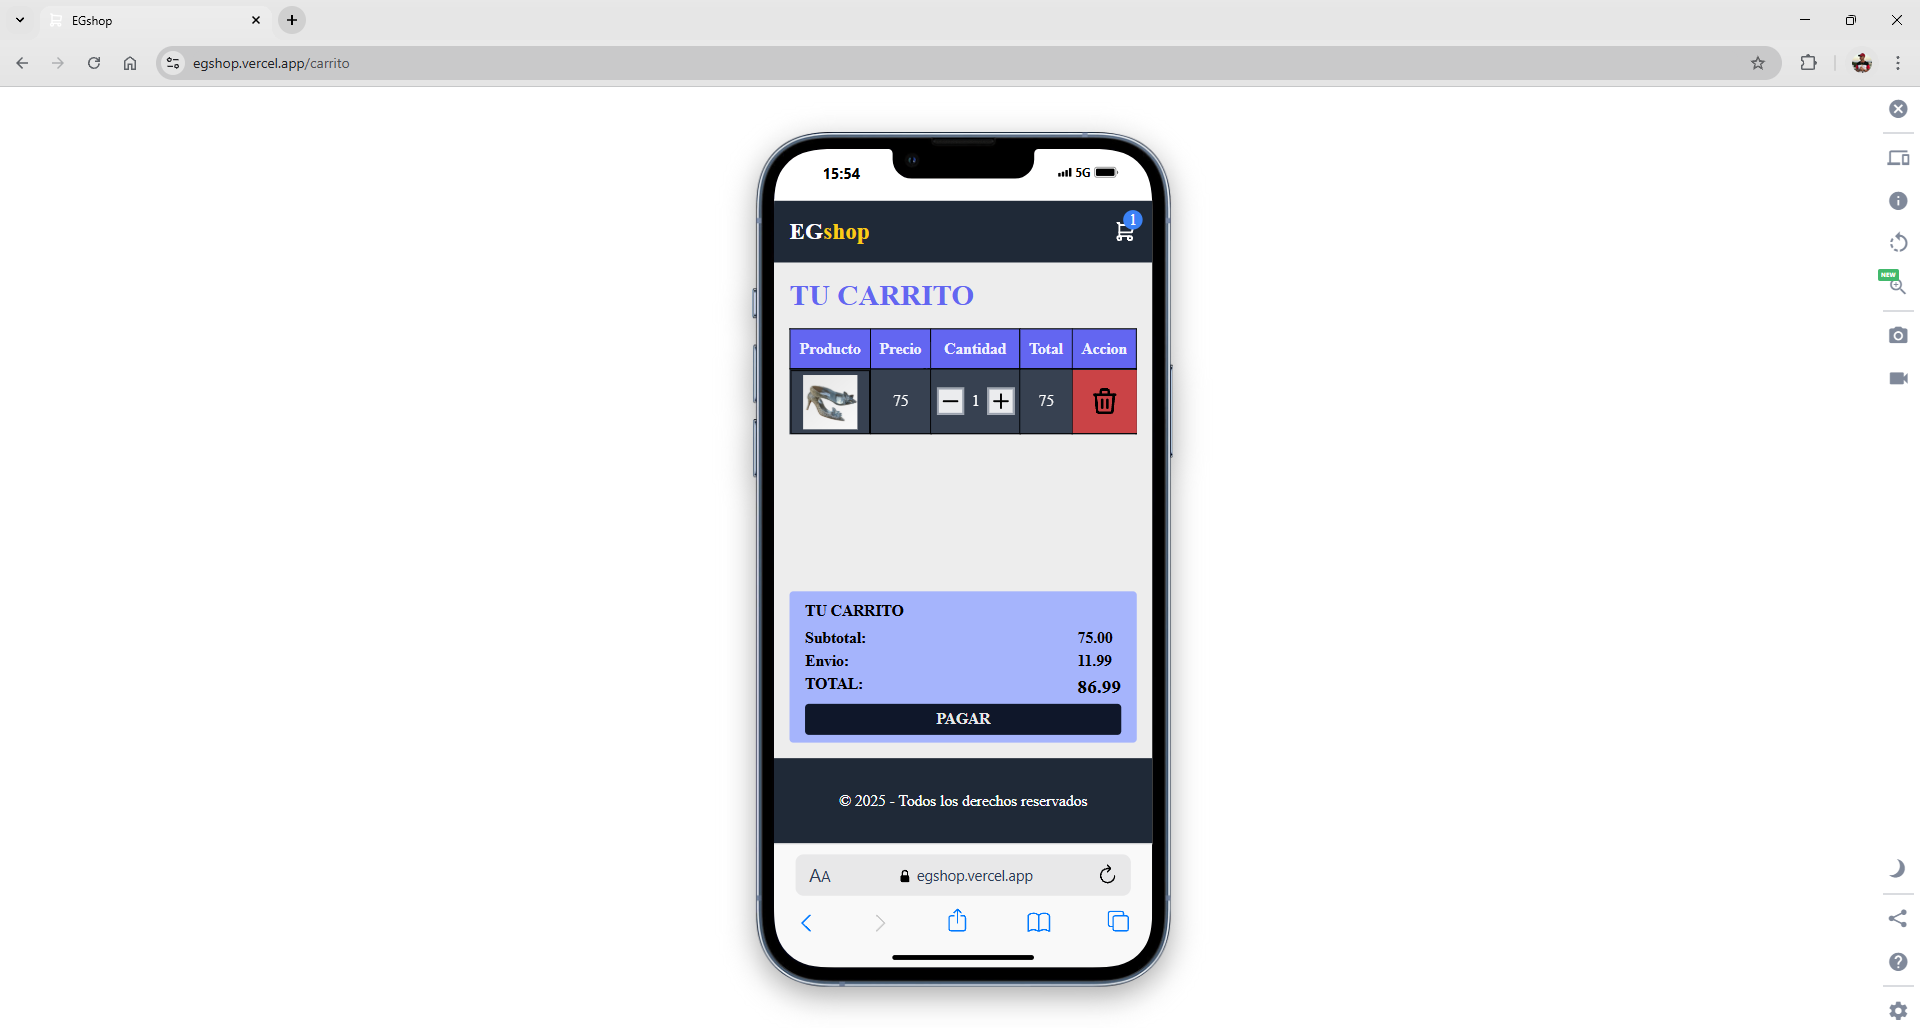 EGshop
egshop.vercel.app/carrito
NEW
15:54
5G
EGshop
1
TU CARRITO
Producto Precio Cantidad Total Accion
75 1 75
TU CARRITO
Subtotal: 75.00
Envio: 11.99
TOTAL: 86.99
PAGAR
© 2025 - Todos los derechos reservados
AA egshop.vercel.app